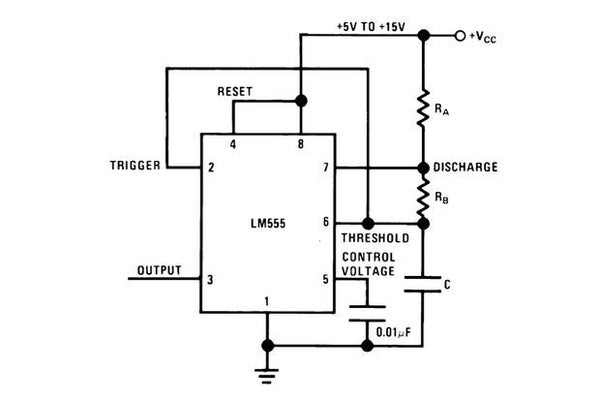 +5V TO +15V
+VCC
RESET
RA
4
8
TRIGGER
2
7
DISCHARGE
RB
LM555
6
THRESHOLD
CONTROL
VOLTAGE
OUTPUT
3
5
C
1
0.01µF